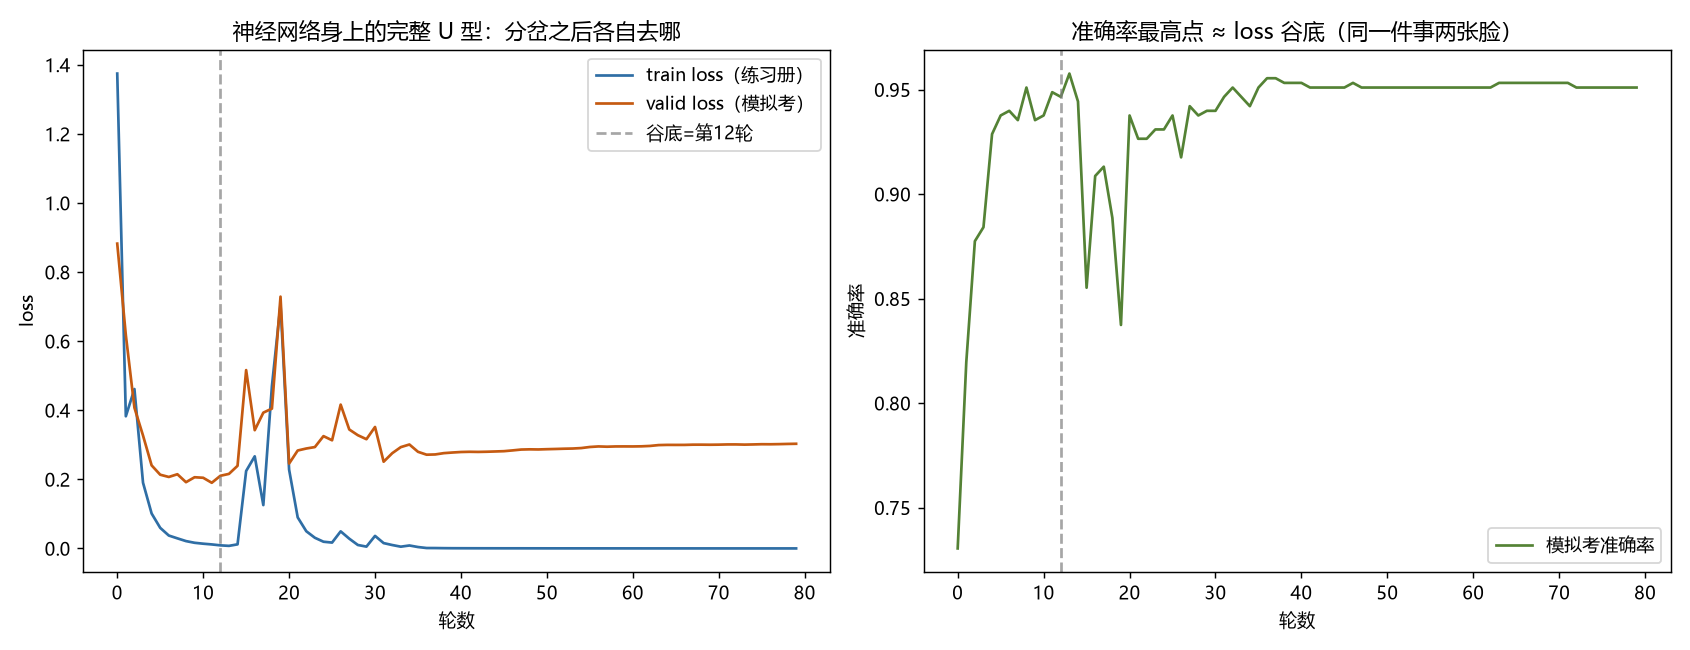 神经网络身上的完整 U 型：分岔之后各自去哪
1.4
1.2
1.0
0.8
0.6
0.4
0.2
0.0
loss
train loss（练习册）
valid loss（模拟考）
谷底=第12轮
0 10 20 30 40 50 60 70 80
轮数
准确率最高点 ≈ loss 谷底（同一件事两张脸）
0.95
0.90
0.85
0.80
0.75
准确率
模拟考准确率
0 10 20 30 40 50 60 70 80
轮数